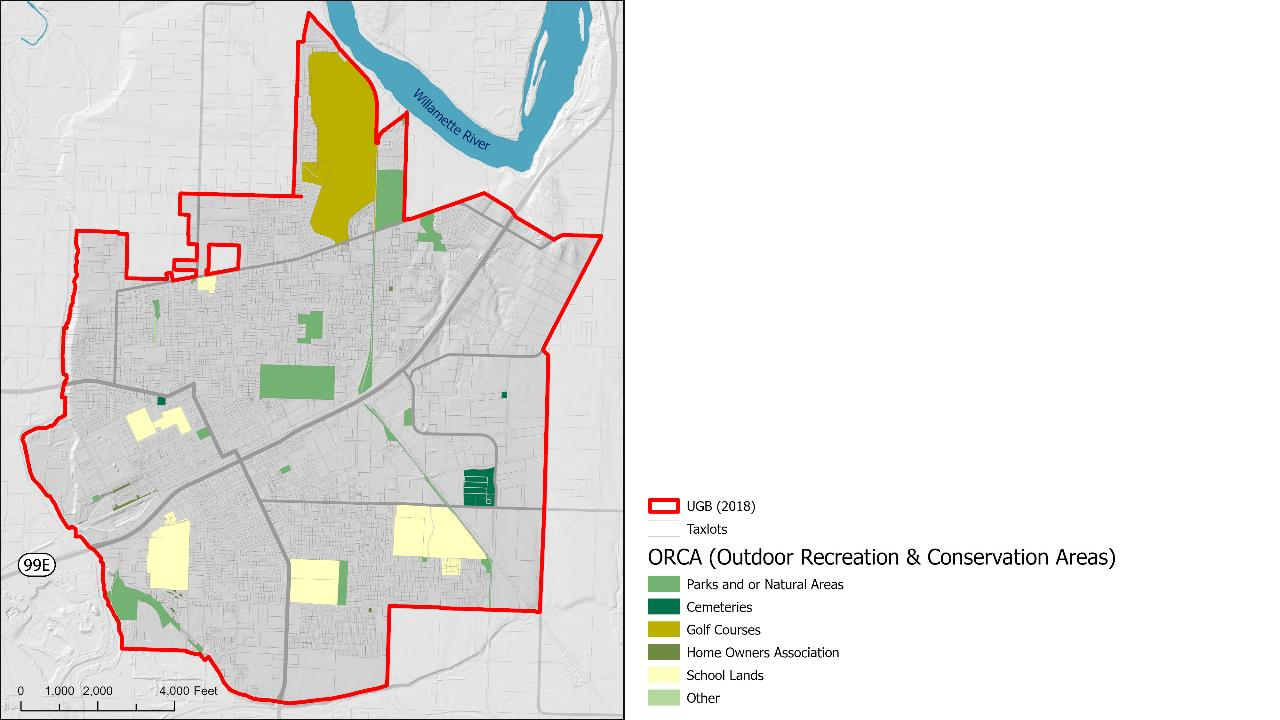 Willamette River
99E
0 1,000 2,000 4,000 Feet
UGB (2018)
Taxlots
ORCA (Outdoor Recreation & Conservation Areas)
Parks and or Natural Areas
Cemeteries
Golf Courses
Home Owners Association
School Lands
Other